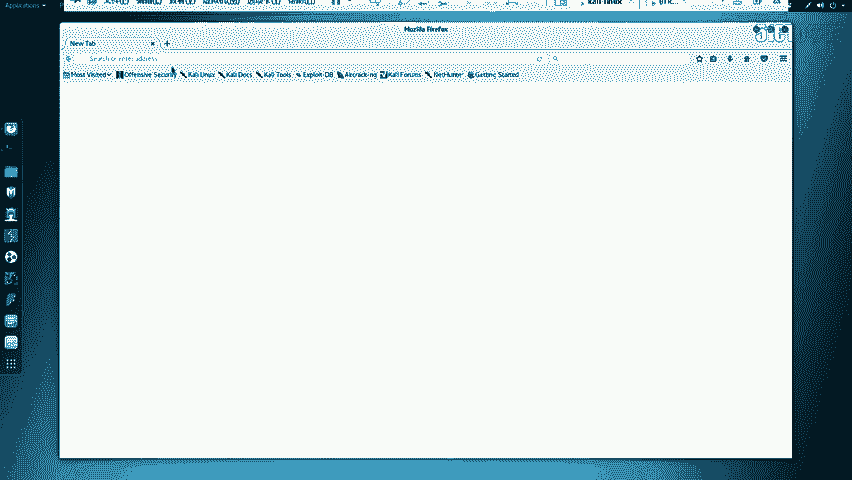 Applications
kali-linux
Mozilla Firefox
New Tab
Search or enter address
Most Visited Offensive Security Kali Linux Kali Docs Kali Tools Exploit-DB Aircrack-ng Kali Forums NetHunter Getting Started